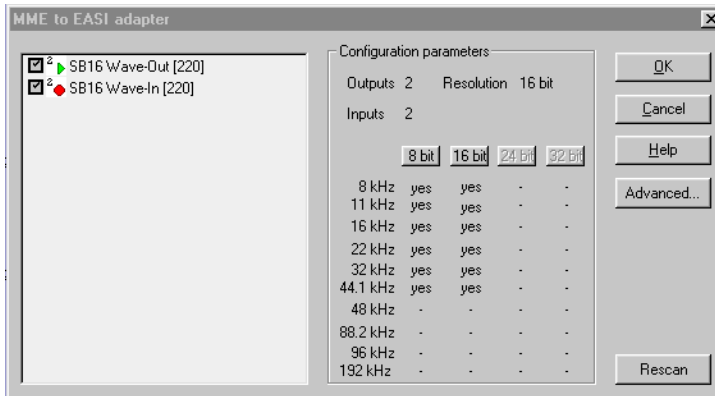 MME to EASI adapter
2 SB16 Wave-Out [220]
2 SB16 Wave-In [220]
Configuration parameters
Outputs 2 Resolution 16 bit
Inputs 2
8 bit 16 bit 24 bit 32 bit
8 kHz yes yes - -
11 kHz yes yes - -
16 kHz yes yes - -
22 kHz yes yes - -
32 kHz yes yes - -
44.1 kHz yes yes - -
48 kHz - - - -
88.2 kHz - - - -
96 kHz - - - -
192 kHz - - - -
OK
Cancel
Help
Advanced...
Rescan